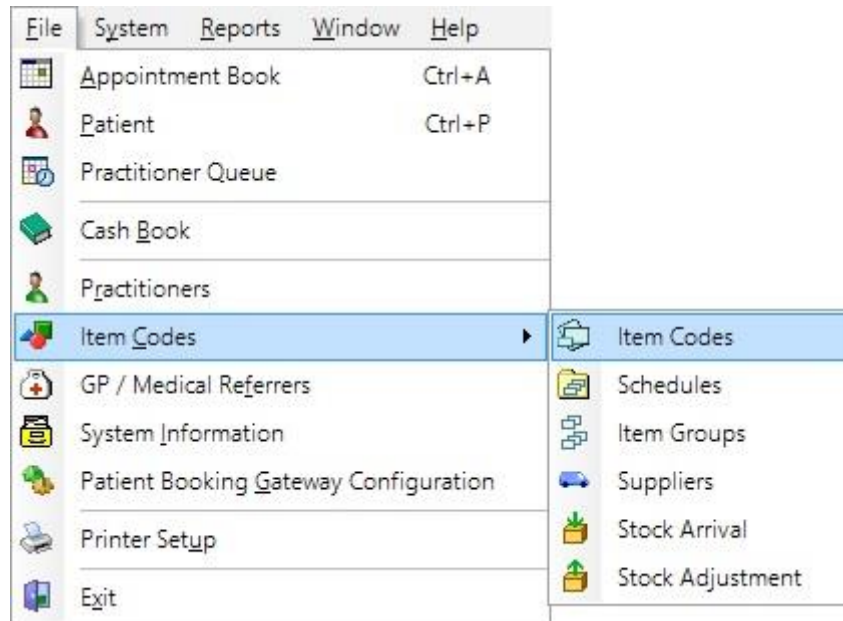 File System Reports Window Help
Appointment Book Ctrl+A
Patient Ctrl+P
Practitioner Queue
Cash Book
Practitioners
Item Codes
GP / Medical Referrers
System Information
Patient Booking Gateway Configuration
Printer Setup
Exit
Item Codes
Schedules
Item Groups
Suppliers
Stock Arrival
Stock Adjustment